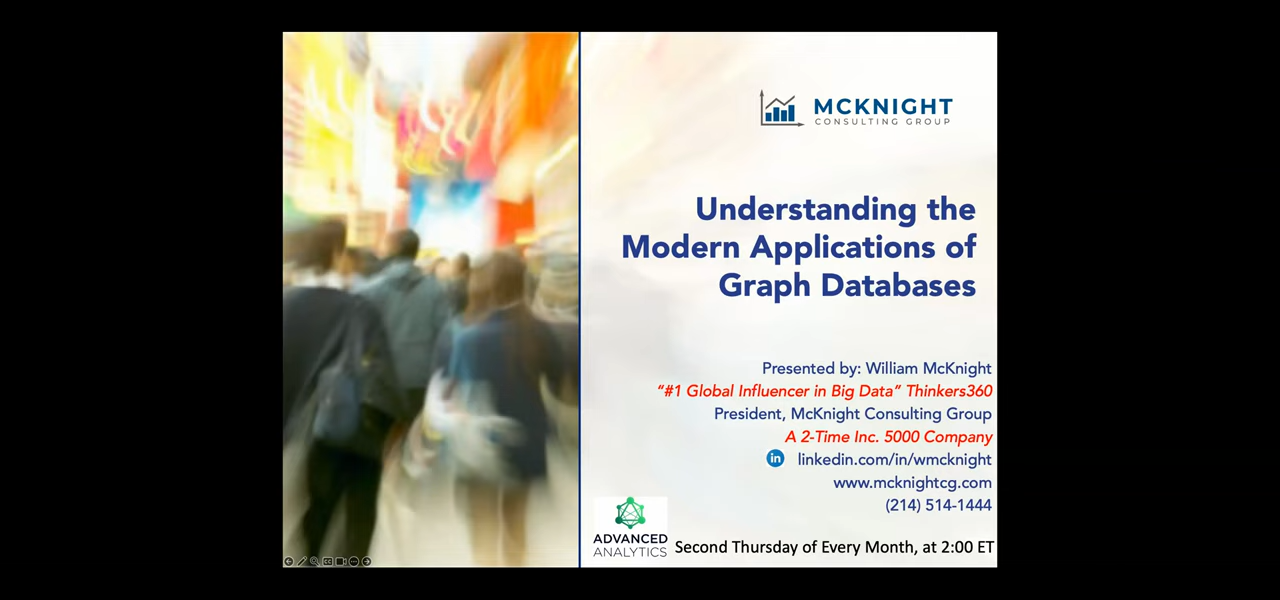 MCKNIGHT
CONSULTING GROUP
Understanding the
Modern Applications of
Graph Databases
Presented by: William McKnight
“#1 Global Influencer in Big Data” Thinkers360
President, McKnight Consulting Group
A 2-Time Inc. 5000 Company
in linkedin.com/in/wmcknight
www.mcknightcg.com
(214) 514-1444
ADVANCED
ANALYTICS
Second Thursday of Every Month, at 2:00 ET